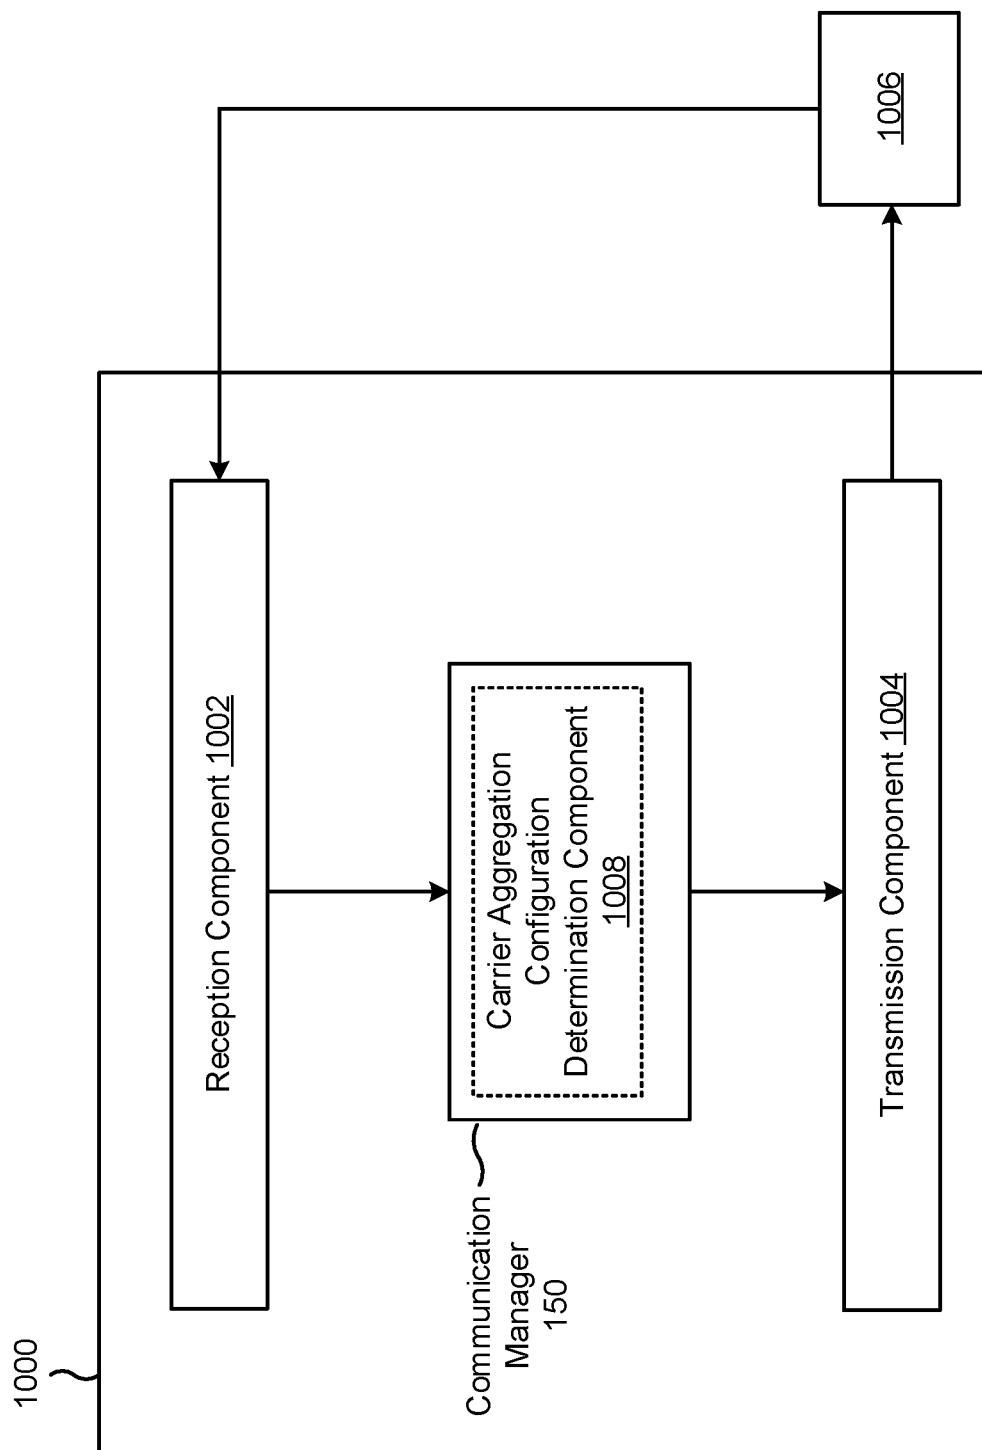 1000
Reception Component 1002
Communication
Manager
150
Carrier Aggregation
Configuration
Determination Component
1008
Transmission Component 1004
1006